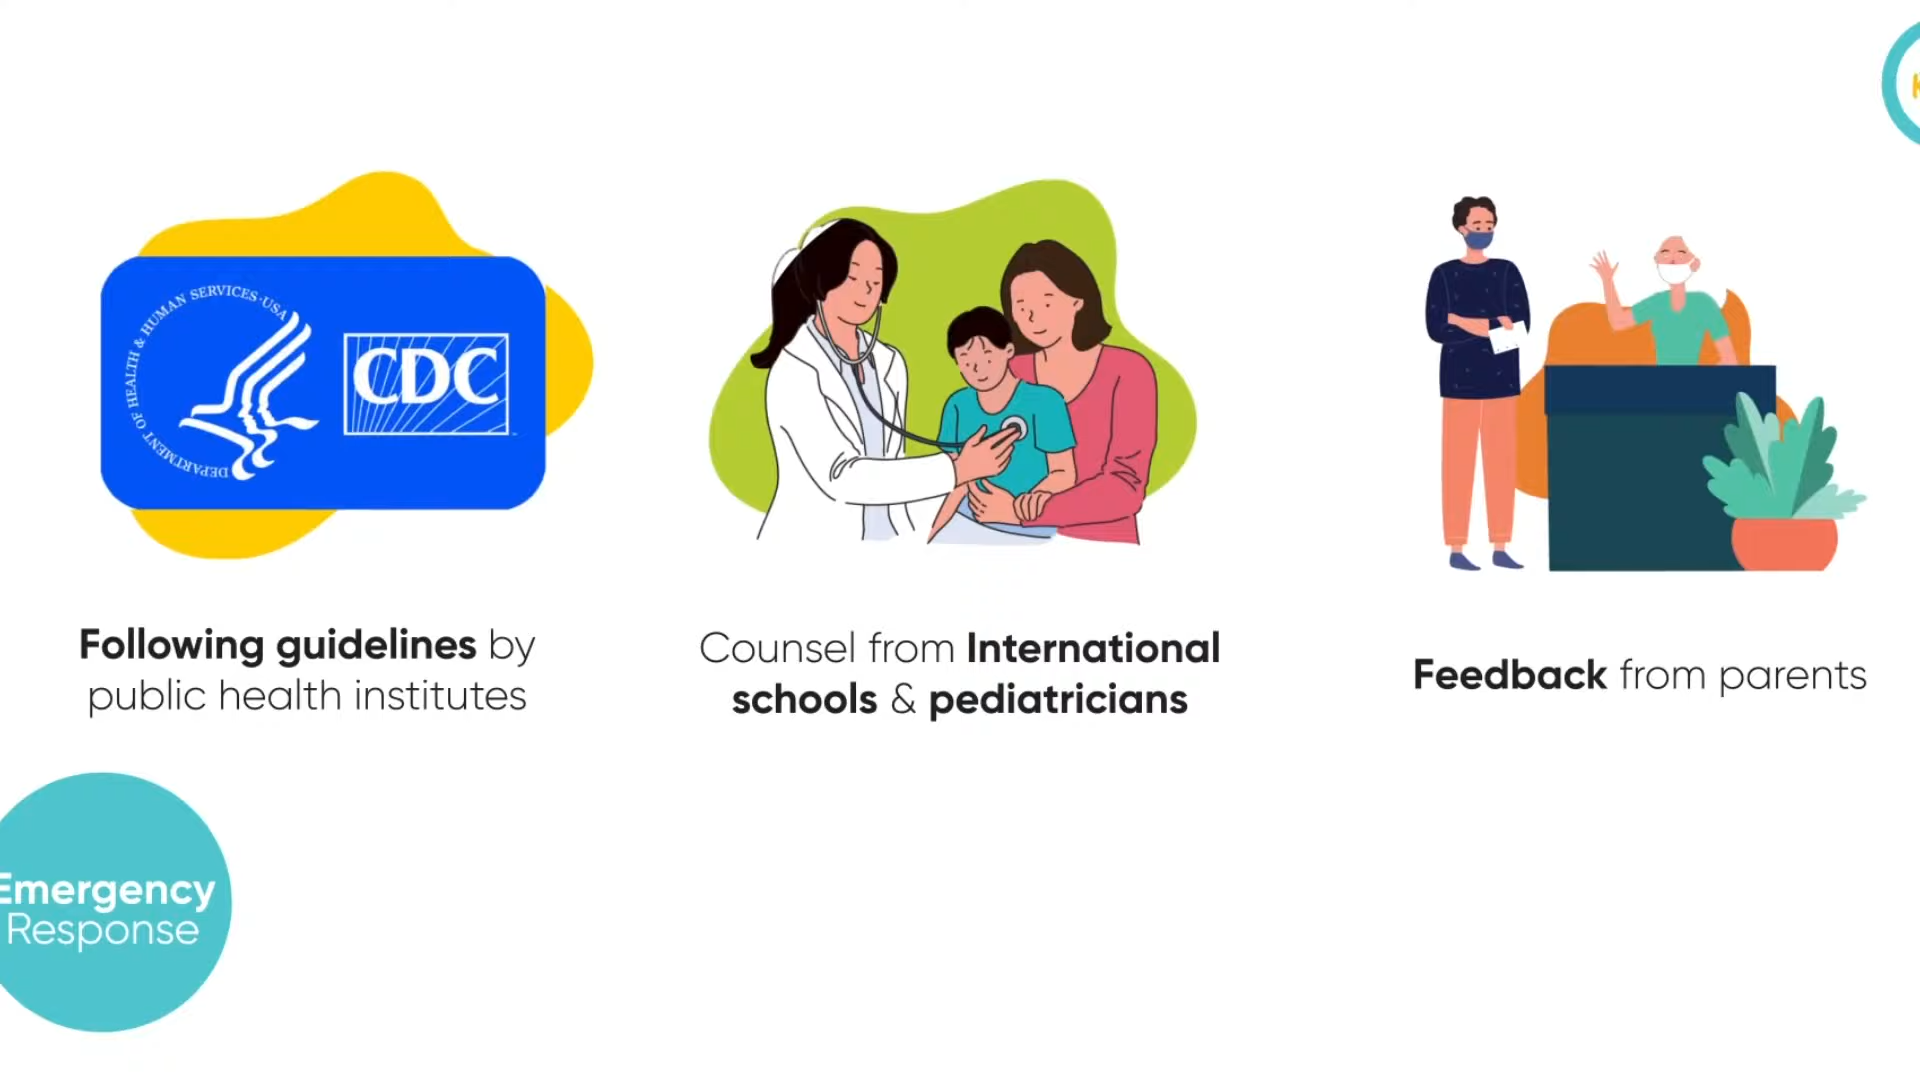 DEPARTMENT OF HEALTH & HUMAN SERVICES·USA
CDC
Following guidelines by
public health institutes
Counsel from International
schools & pediatricians
Feedback from parents
Emergency
Response